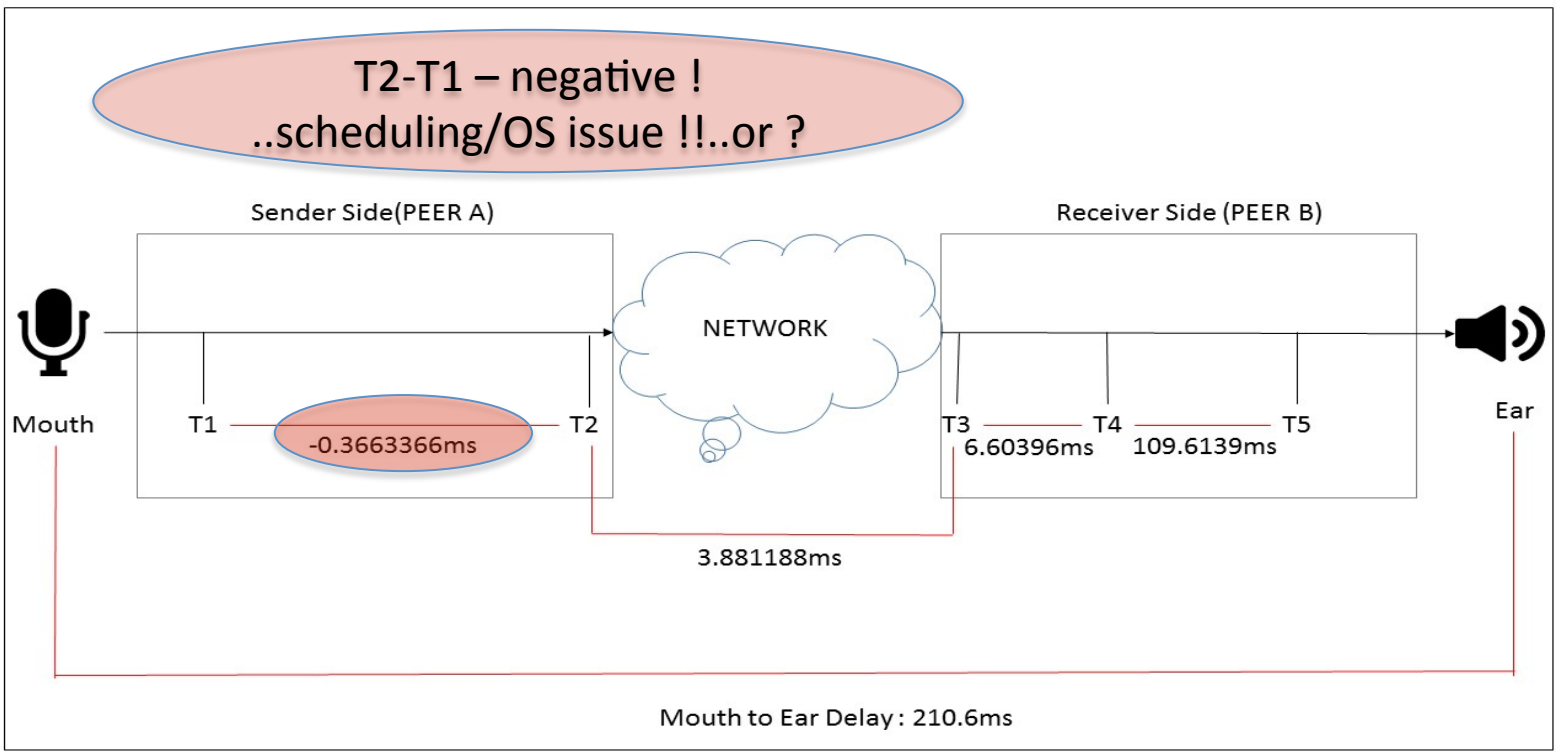 T2-T1 – negative !
..scheduling/OS issue !!..or ?
Sender Side(PEER A)
Receiver Side (PEER B)
NETWORK
Mouth
T1
T2
T3
T4
T5
Ear
-0.3663366ms
6.60396ms
109.6139ms
3.881188ms
Mouth to Ear Delay : 210.6ms